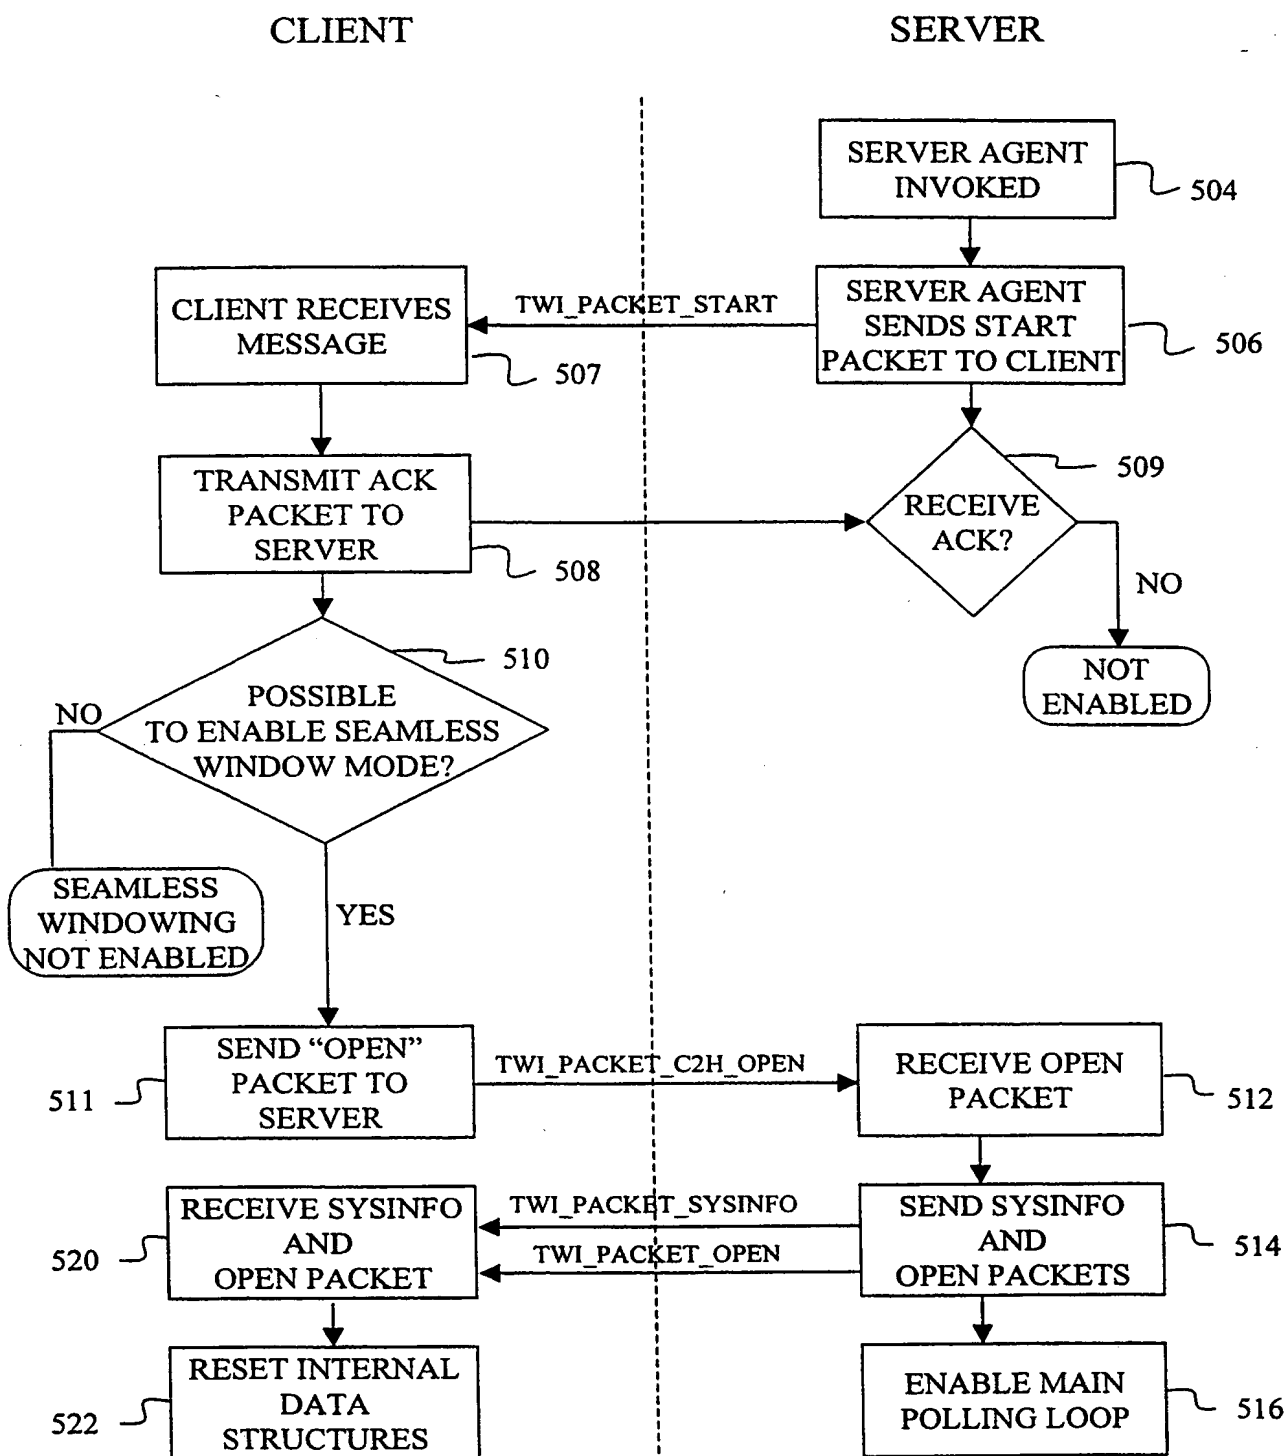 CLIENT
SERVER
SERVER AGENT
INVOKED
504
CLIENT RECEIVES
MESSAGE
507
TWI_PACKET_START
SERVER AGENT
SENDS START
PACKET TO CLIENT
506
TRANSMIT ACK
PACKET TO
SERVER
508
RECEIVE
ACK?
509
NO
NOT
ENABLED
510
POSSIBLE
TO ENABLE SEAMLESS
WINDOW MODE?
NO
SEAMLESS
WINDOWING
NOT ENABLED
YES
SEND “OPEN”
PACKET TO
SERVER
511
TWI_PACKET_C2H_OPEN
RECEIVE OPEN
PACKET
512
RECEIVE SYSINFO
AND
OPEN PACKET
520
TWI_PACKET_SYSINFO
TWI_PACKET_OPEN
SEND SYSINFO
AND
OPEN PACKETS
514
RESET INTERNAL
DATA
STRUCTURES
522
ENABLE MAIN
POLLING LOOP
516